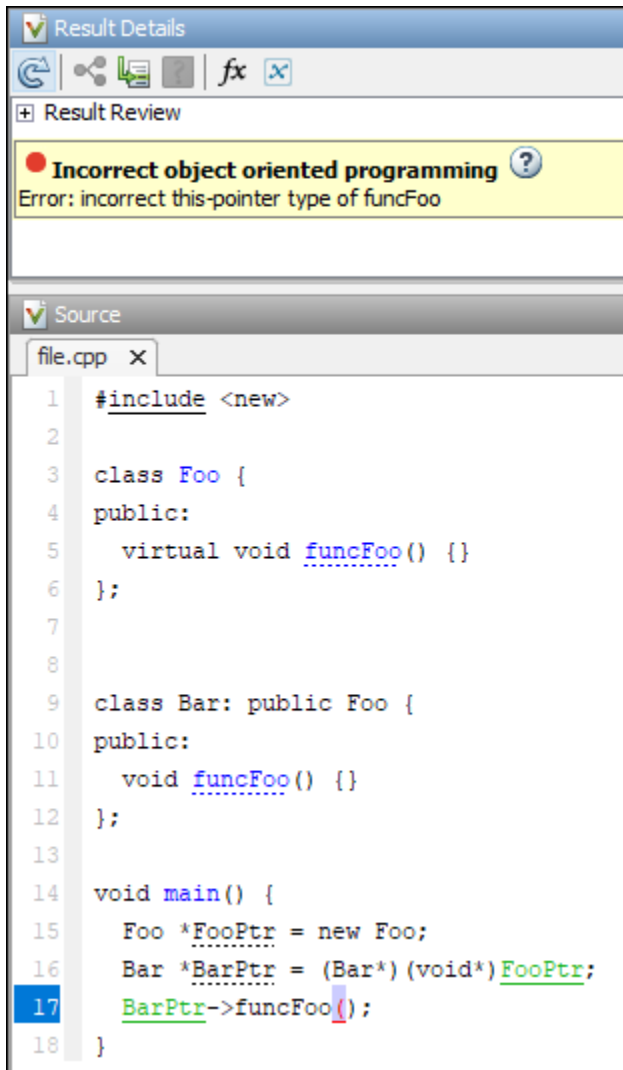 Result Details
fx x
Result Review
Incorrect object oriented programming ?
Error: incorrect this-pointer type of funcFoo
Source
file.cpp X
1 #include <new>
2
3 class Foo {
4 public:
5 virtual void funcFoo() {}
6 };
7
8
9 class Bar: public Foo {
10 public:
11 void funcFoo() {}
12 };
13
14 void main() {
15 Foo *FooPtr = new Foo;
16 Bar *BarPtr = (Bar*)(void*)FooPtr;
17 BarPtr->funcFoo();
18 }